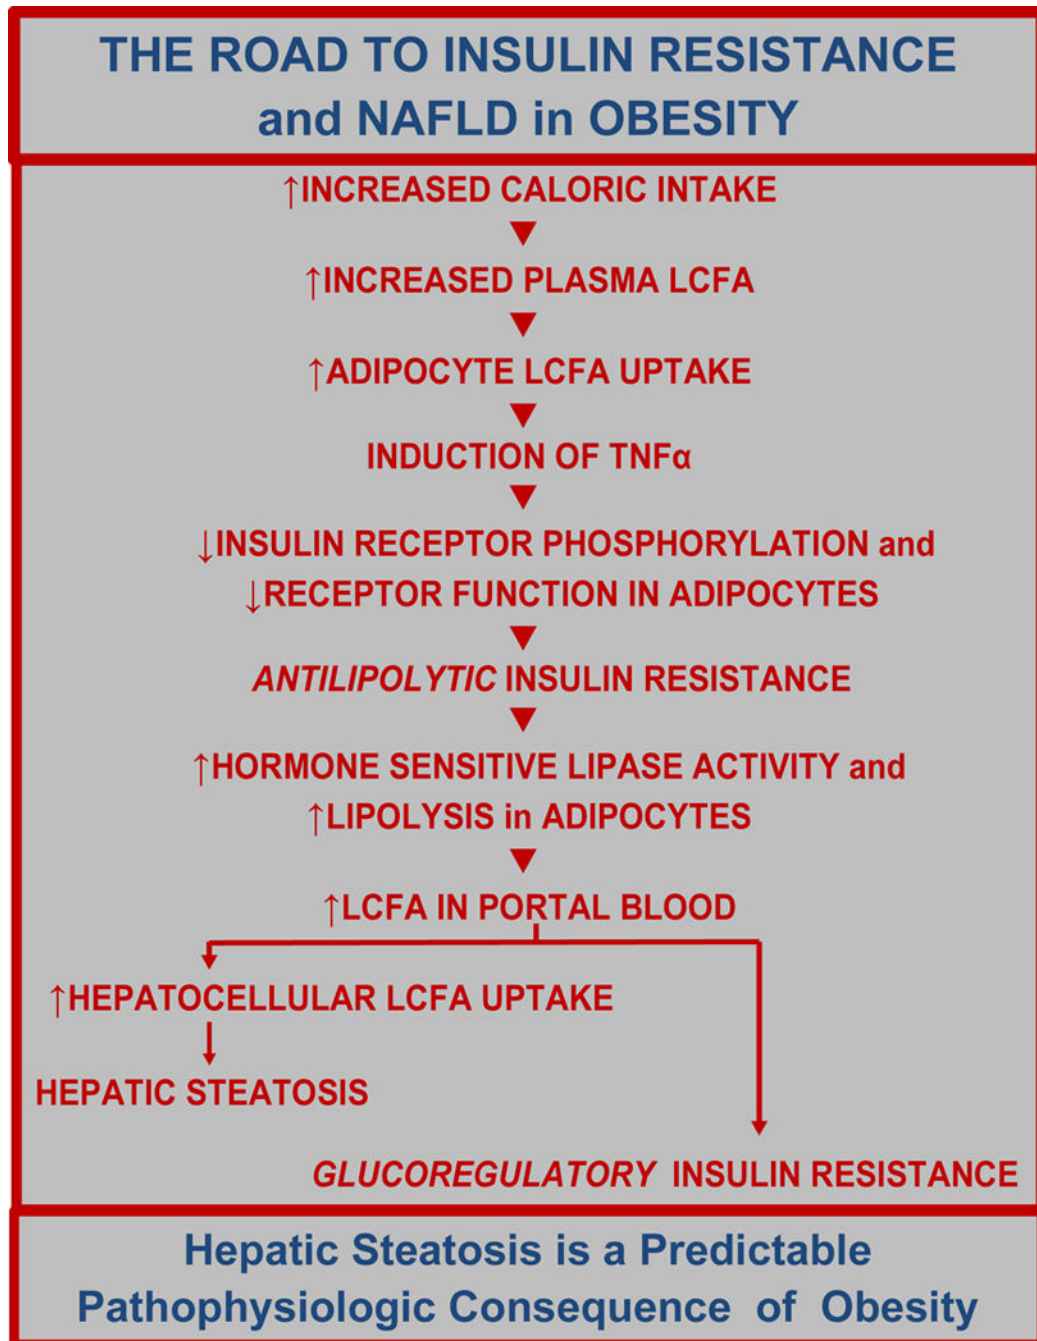 THE ROAD TO INSULIN RESISTANCE
and NAFLD in OBESITY
↑INCREASED CALORIC INTAKE
↑INCREASED PLASMA LCFA
↑ADIPOCYTE LCFA UPTAKE
INDUCTION OF TNFα
↓INSULIN RECEPTOR PHOSPHORYLATION and
↓RECEPTOR FUNCTION IN ADIPOCYTES
ANTILIPOLYTIC INSULIN RESISTANCE
↑HORMONE SENSITIVE LIPASE ACTIVITY and
↑LIPOLYSIS in ADIPOCYTES
↑LCFA IN PORTAL BLOOD
↑HEPATOCELLULAR LCFA UPTAKE
HEPATIC STEATOSIS
GLUCOREGULATORY INSULIN RESISTANCE
Hepatic Steatosis is a Predictable
Pathophysiologic Consequence of Obesity